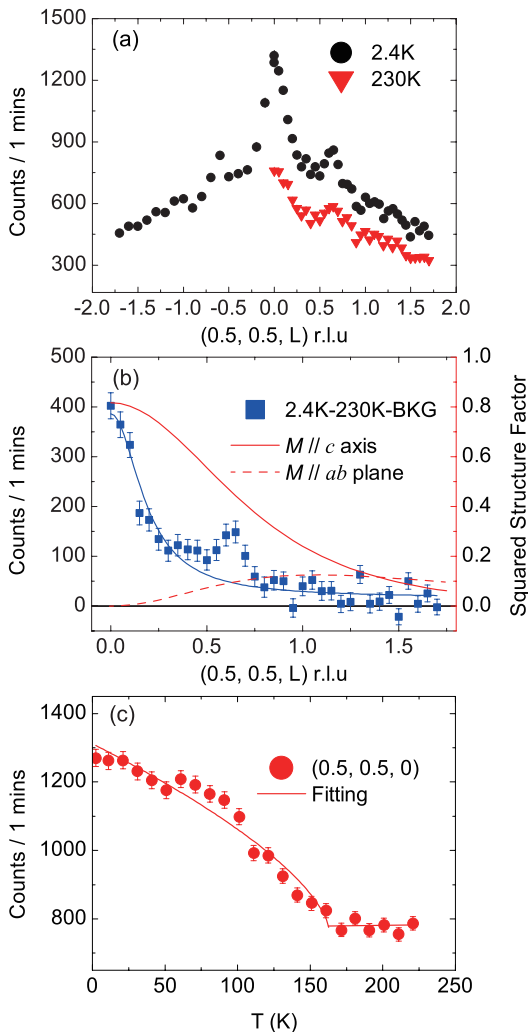 (a)
2.4K
230K
Counts / 1 mins
1500
1200
900
600
300
-2.0 -1.5 -1.0 -0.5 0.0 0.5 1.0 1.5 2.0
(0.5, 0.5, L) r.l.u
(b)
2.4K-230K-BKG
M // c axis
M // ab plane
Counts / 1 mins
500
400
300
200
100
0
0.0 0.5 1.0 1.5
(0.5, 0.5, L) r.l.u
1.0
0.8
0.6
0.4
0.2
0.0
Squared Structure Factor
(c)
(0.5, 0.5, 0)
Fitting
Counts / 1 mins
1400
1200
1000
800
0 50 100 150 200 250
T (K)